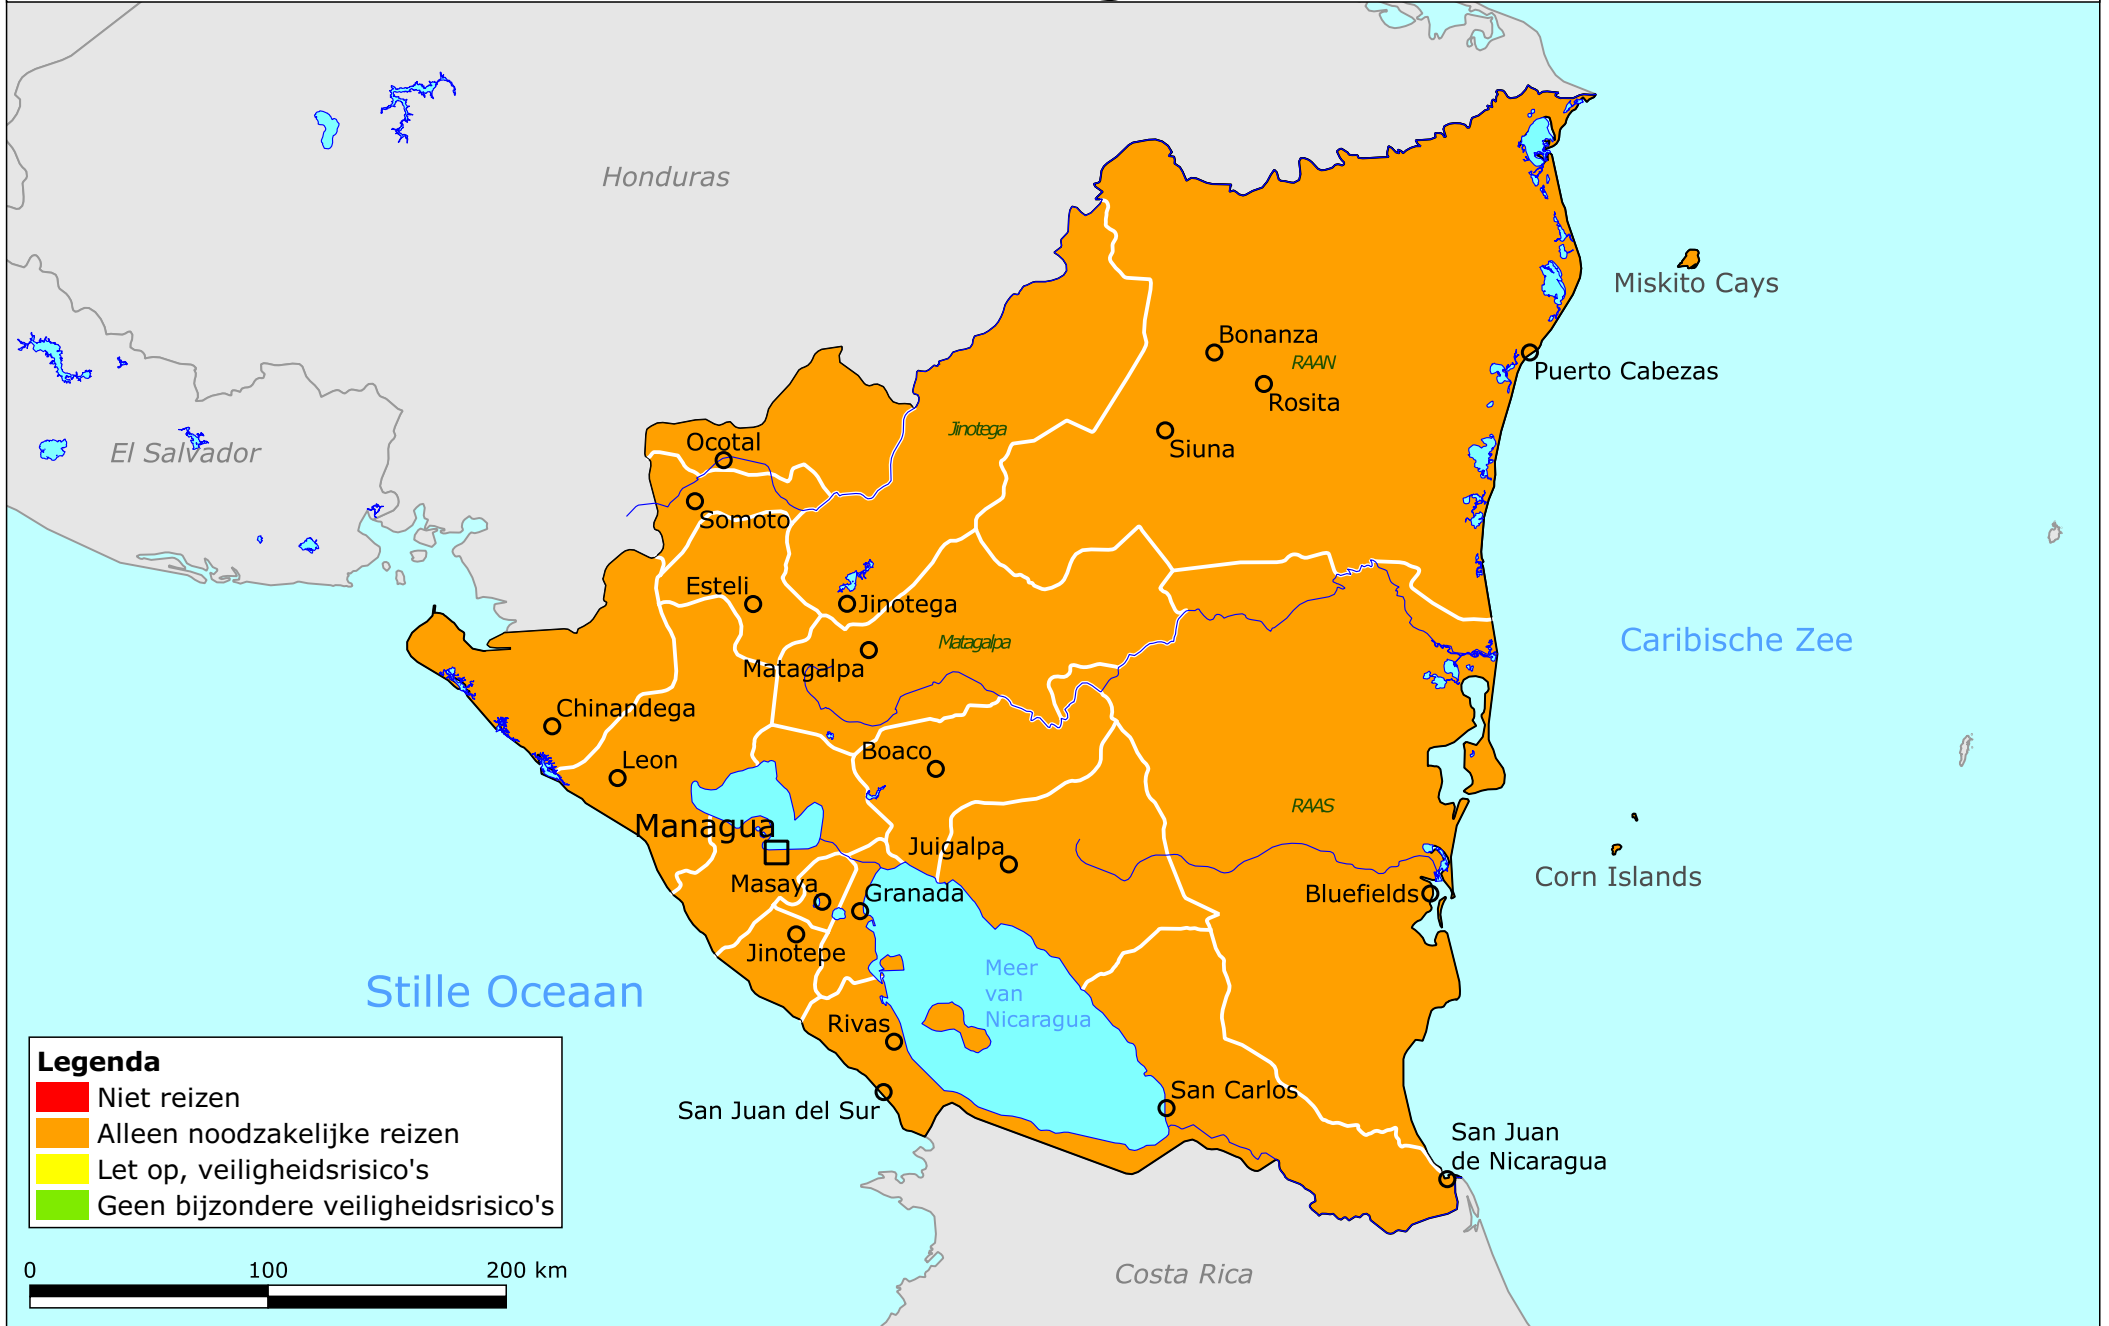 Honduras
Miskito Cays
Bonanza
RAAN
Puerto Cabezas
Rosita
Jinotega
Ocotal
Siuna
El Salvador
Somoto
Esteli
Jinotega
Matagalpa
Caribische Zee
Matagalpa
Chinandega
Boaco
Leon
RAAS
Managua
Juigalpa
Corn Islands
Masaya
Granada
Bluefields
Jinotepe
Meer
van
Nicaragua
Stille Oceaan
Rivas
San Carlos
San Juan del Sur
San Juan
de Nicaragua
Costa Rica
Legenda
Niet reizen
Alleen noodzakelijke reizen
Let op, veiligheidsrisico's
Geen bijzondere veiligheidsrisico's
0 100 200 km